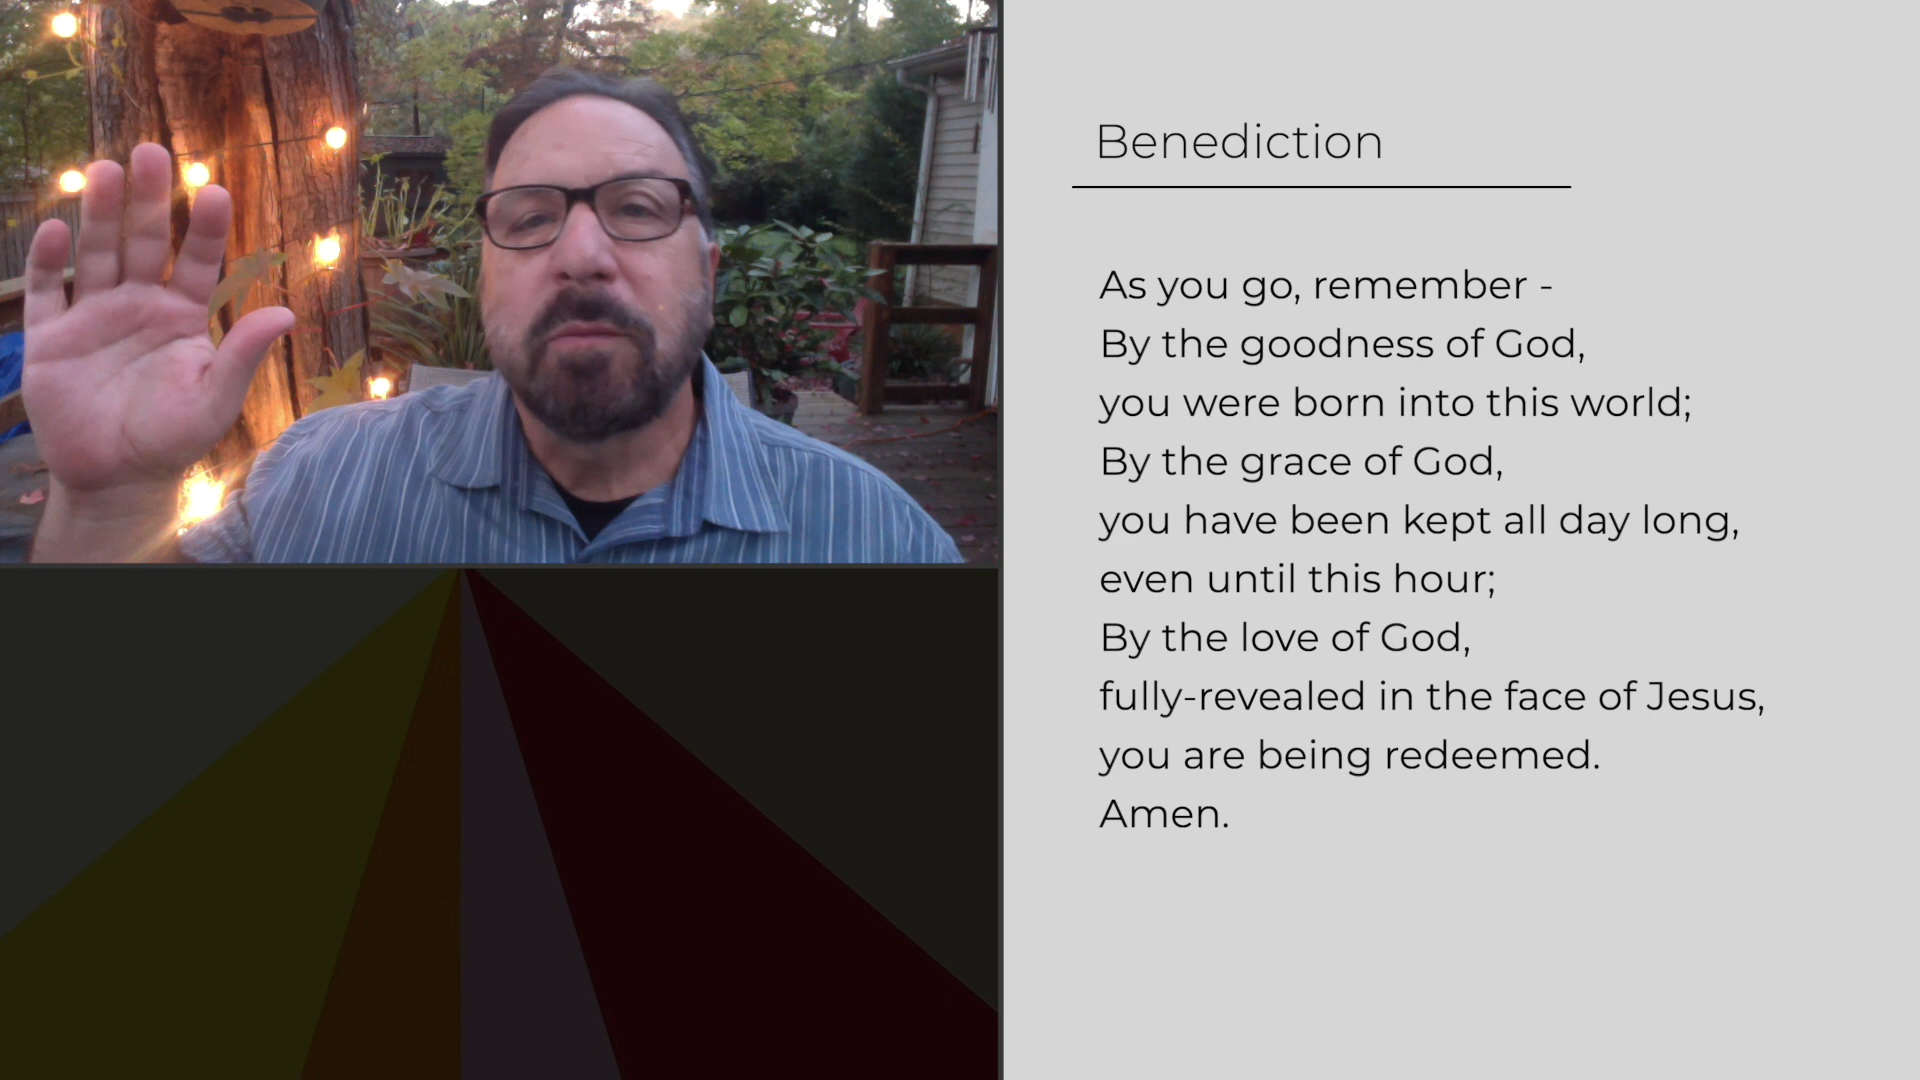 Benediction
As you go, remember -
By the goodness of God,
you were born into this world;
By the grace of God,
you have been kept all day long,
even until this hour;
By the love of God,
fully-revealed in the face of Jesus,
you are being redeemed.
Amen.